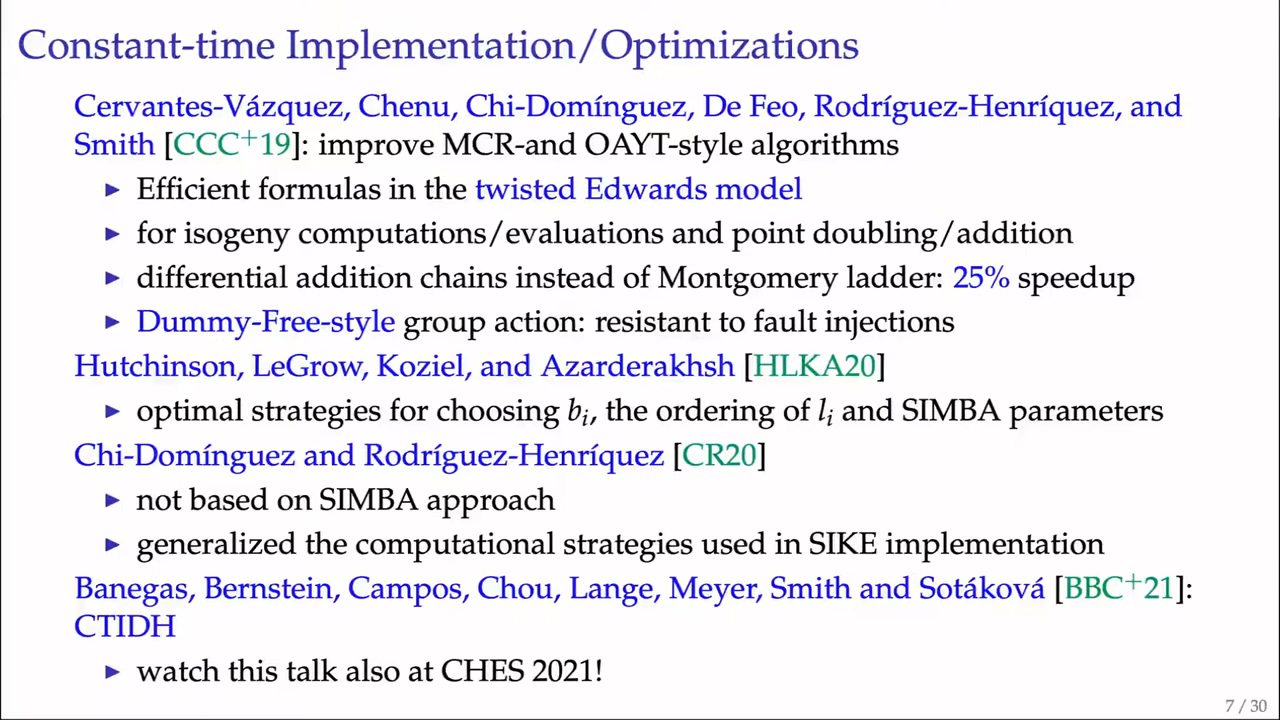 Constant-time Implementation/Optimizations
Cervantes-Vázquez, Chenu, Chi-Domínguez, De Feo, Rodríguez-Henríquez, and
Smith [CCC+19]: improve MCR-and OAYT-style algorithms
► Efficient formulas in the twisted Edwards model
► for isogeny computations/evaluations and point doubling/addition
► differential addition chains instead of Montgomery ladder: 25% speedup
► Dummy-Free-style group action: resistant to fault injections
Hutchinson, LeGrow, Koziel, and Azarderakhsh [HLKA20]
► optimal strategies for choosing b_i, the ordering of l_i and SIMBA parameters
Chi-Domínguez and Rodríguez-Henríquez [CR20]
► not based on SIMBA approach
► generalized the computational strategies used in SIKE implementation
Banegas, Bernstein, Campos, Chou, Lange, Meyer, Smith and Sotáková [BBC+21]:
CTIDH
► watch this talk also at CHES 2021!
7 / 30